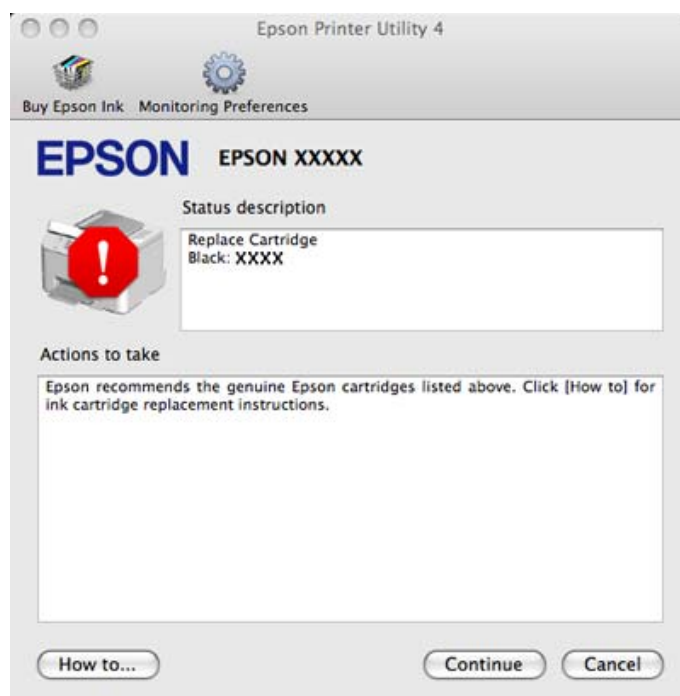 Epson Printer Utility 4
Buy Epson Ink Monitoring Preferences
EPSON EPSON XXXXX
Status description
Replace Cartridge
Black: XXXX
Actions to take
Epson recommends the genuine Epson cartridges listed above. Click [How to] for
ink cartridge replacement instructions.
How to... Continue Cancel